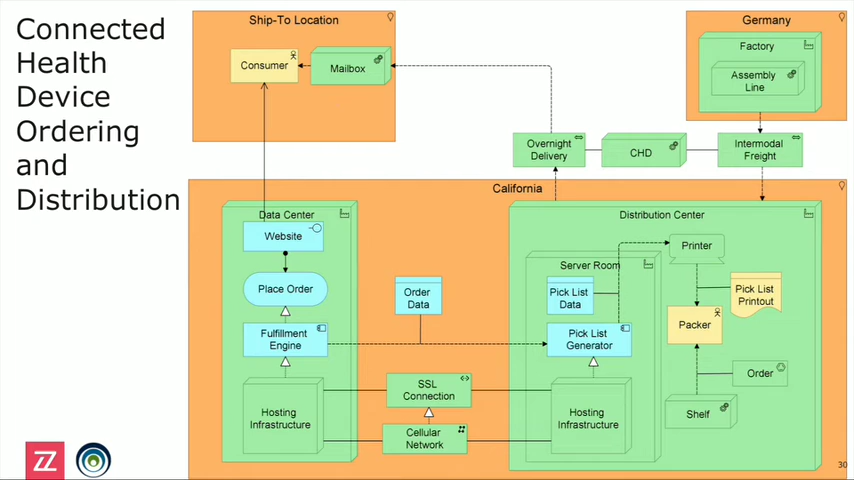 Connected
Health
Device
Ordering
and
Distribution
Ship-To Location
Consumer
Mailbox
Germany
Factory
Assembly
Line
Overnight
Delivery
CHD
Intermodal
Freight
California
Data Center
Website
Place Order
Fulfillment
Engine
Hosting
Infrastructure
Order
Data
SSL
Connection
Cellular
Network
Distribution Center
Server Room
Pick List
Data
Pick List
Generator
Hosting
Infrastructure
Printer
Pick List
Printout
Packer
Order
Shelf
ZZ
30